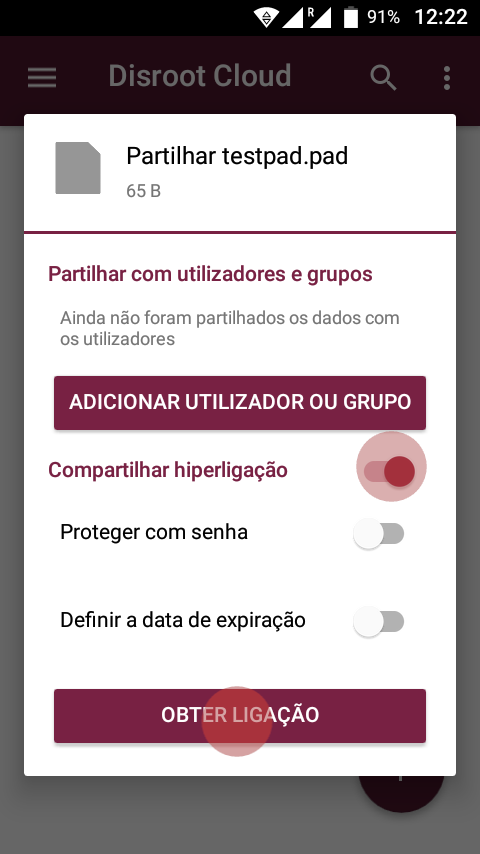 R 91% 12:22
Disroot Cloud
Partilhar testpad.pad
65 B
Partilhar com utilizadores e grupos
Ainda não foram partilhados os dados com
os utilizadores
ADICIONAR UTILIZADOR OU GRUPO
Compartilhar hiperligação
Proteger com senha
Definir a data de expiração
OBTER LIGAÇÃO